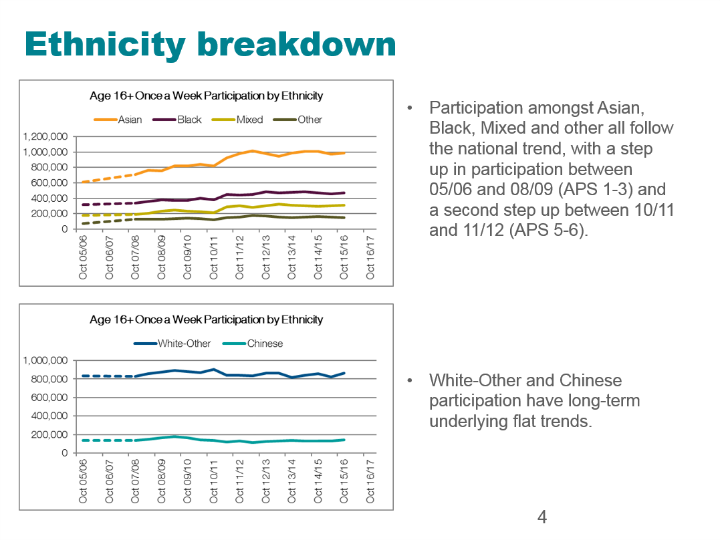 Ethnicity breakdown
Age 16+ Once a Week Participation by Ethnicity
Asian Black Mixed Other
1,200,000
1,000,000
800,000
600,000
400,000
200,000
0
Oct 05/06
Oct 06/07
Oct 07/08
Oct 08/09
Oct 09/10
Oct 10/11
Oct 11/12
Oct 12/13
Oct 13/14
Oct 14/15
Oct 15/16
Oct 16/17
• Participation amongst Asian,
Black, Mixed and other all follow
the national trend, with a step
up in participation between
05/06 and 08/09 (APS 1-3) and
a second step up between 10/11
and 11/12 (APS 5-6).
Age 16+ Once a Week Participation by Ethnicity
White-Other Chinese
1,000,000
800,000
600,000
400,000
200,000
0
Oct 05/06
Oct 06/07
Oct 07/08
Oct 08/09
Oct 09/10
Oct 10/11
Oct 11/12
Oct 12/13
Oct 13/14
Oct 14/15
Oct 15/16
Oct 16/17
• White-Other and Chinese
participation have long-term
underlying flat trends.
4